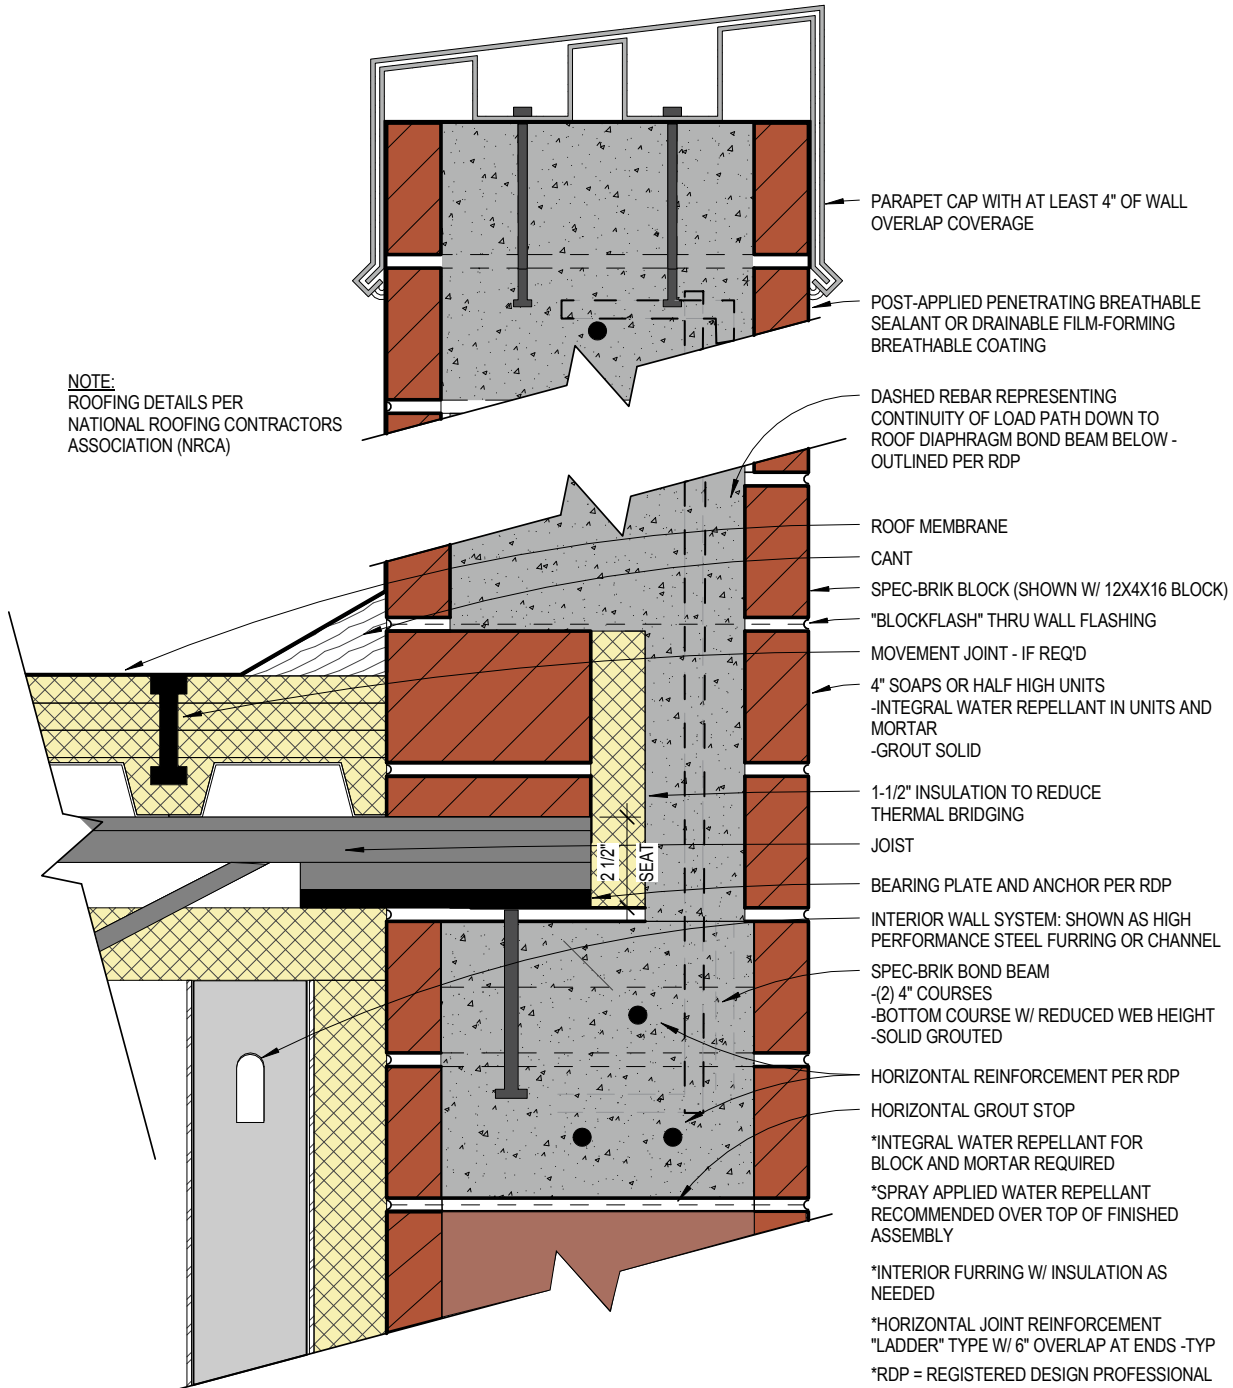 PARAPET CAP WITH AT LEAST 4" OF WALL
OVERLAP COVERAGE
POST-APPLIED PENETRATING BREATHABLE
SEALANT OR DRAINABLE FILM-FORMING
BREATHABLE COATING
NOTE:
ROOFING DETAILS PER
NATIONAL ROOFING CONTRACTORS
ASSOCIATION (NRCA)
DASHED REBAR REPRESENTING
CONTINUITY OF LOAD PATH DOWN TO
ROOF DIAPHRAGM BOND BEAM BELOW -
OUTLINED PER RDP
ROOF MEMBRANE
CANT
SPEC-BRIK BLOCK (SHOWN W/ 12X4X16 BLOCK)
"BLOCKFLASH" THRU WALL FLASHING
MOVEMENT JOINT - IF REQ'D
4" SOAPS OR HALF HIGH UNITS
-INTEGRAL WATER REPELLANT IN UNITS AND
MORTAR
-GROUT SOLID
1-1/2" INSULATION TO REDUCE
THERMAL BRIDGING
JOIST
2 1/2"
SEAT
BEARING PLATE AND ANCHOR PER RDP
INTERIOR WALL SYSTEM: SHOWN AS HIGH
PERFORMANCE STEEL FURRING OR CHANNEL
SPEC-BRIK BOND BEAM
-(2) 4" COURSES
-BOTTOM COURSE W/ REDUCED WEB HEIGHT
-SOLID GROUTED
HORIZONTAL REINFORCEMENT PER RDP
HORIZONTAL GROUT STOP
*INTEGRAL WATER REPELLANT FOR
BLOCK AND MORTAR REQUIRED
*SPRAY APPLIED WATER REPELLANT
RECOMMENDED OVER TOP OF FINISHED
ASSEMBLY
*INTERIOR FURRING W/ INSULATION AS
NEEDED
*HORIZONTAL JOINT REINFORCEMENT
"LADDER" TYPE W/ 6" OVERLAP AT ENDS -TYP
*RDP = REGISTERED DESIGN PROFESSIONAL